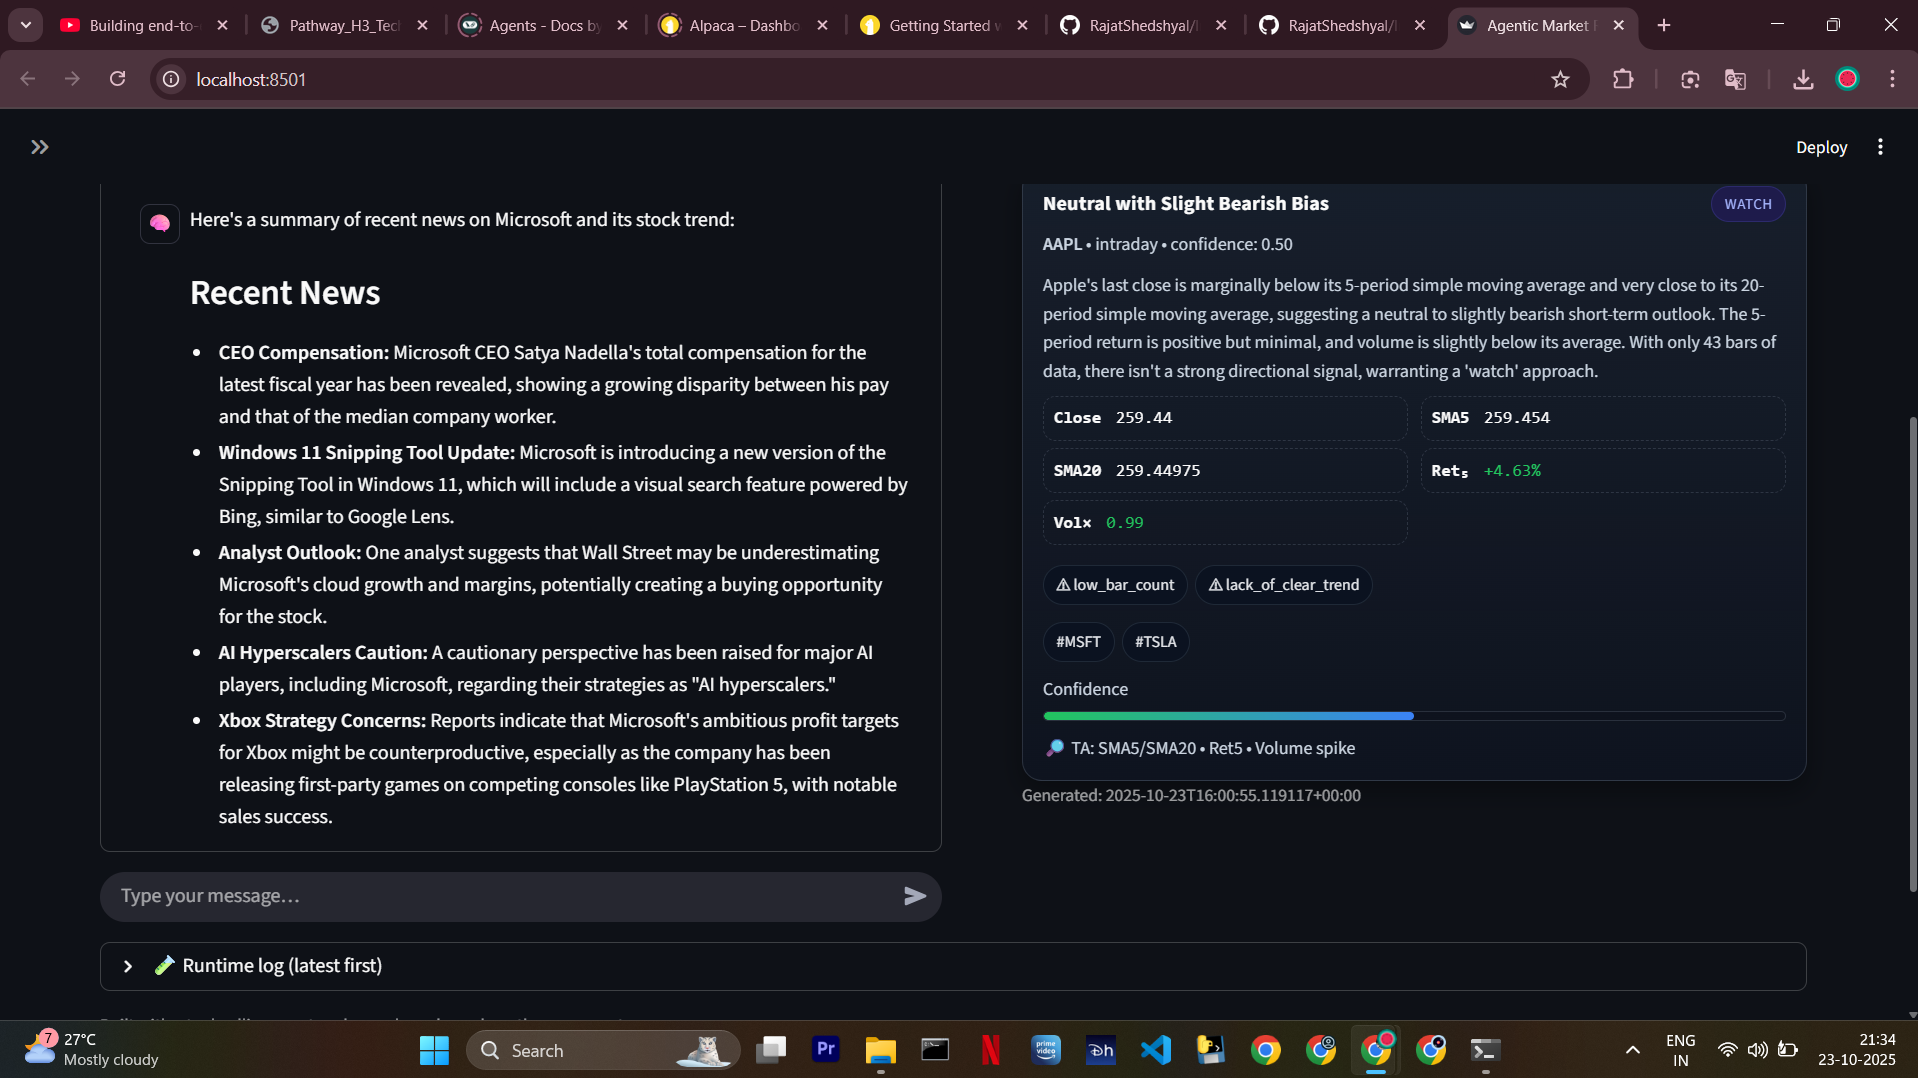 Building end-to-
Pathway_H3_Tec
Agents - Docs by
Alpaca – Dashbo
Getting Started w
RajatShedshyal/
RajatShedshyal/
Agentic Market
localhost:8501
Deploy
Here's a summary of recent news on Microsoft and its stock trend:
Recent News
• CEO Compensation: Microsoft CEO Satya Nadella's total compensation for the
latest fiscal year has been revealed, showing a growing disparity between his pay
and that of the median company worker.
• Windows 11 Snipping Tool Update: Microsoft is introducing a new version of the
Snipping Tool in Windows 11, which will include a visual search feature powered by
Bing, similar to Google Lens.
• Analyst Outlook: One analyst suggests that Wall Street may be underestimating
Microsoft's cloud growth and margins, potentially creating a buying opportunity
for the stock.
• AI Hyperscalers Caution: A cautionary perspective has been raised for major AI
players, including Microsoft, regarding their strategies as "AI hyperscalers."
• Xbox Strategy Concerns: Reports indicate that Microsoft's ambitious profit targets
for Xbox might be counterproductive, especially as the company has been
releasing first-party games on competing consoles like PlayStation 5, with notable
sales success.
Type your message…
Neutral with Slight Bearish Bias
WATCH
AAPL • intraday • confidence: 0.50
Apple's last close is marginally below its 5-period simple moving average and very close to its 20-
period simple moving average, suggesting a neutral to slightly bearish short-term outlook. The 5-
period return is positive but minimal, and volume is slightly below its average. With only 43 bars of
data, there isn't a strong directional signal, warranting a 'watch' approach.
Close 259.44
SMA5 259.454
SMA20 259.44975
Ret₅ +4.63%
Vol× 0.99
⚠low_bar_count
⚠lack_of_clear_trend
#MSFT
#TSLA
Confidence
🔎 TA: SMA5/SMA20 • Ret5 • Volume spike
Generated: 2025-10-23T16:00:55.119117+00:00
Runtime log (latest first)
7
27°C
Mostly cloudy
Search
Pr
N
prime video
Dh
ENG
IN
21:34
23-10-2025